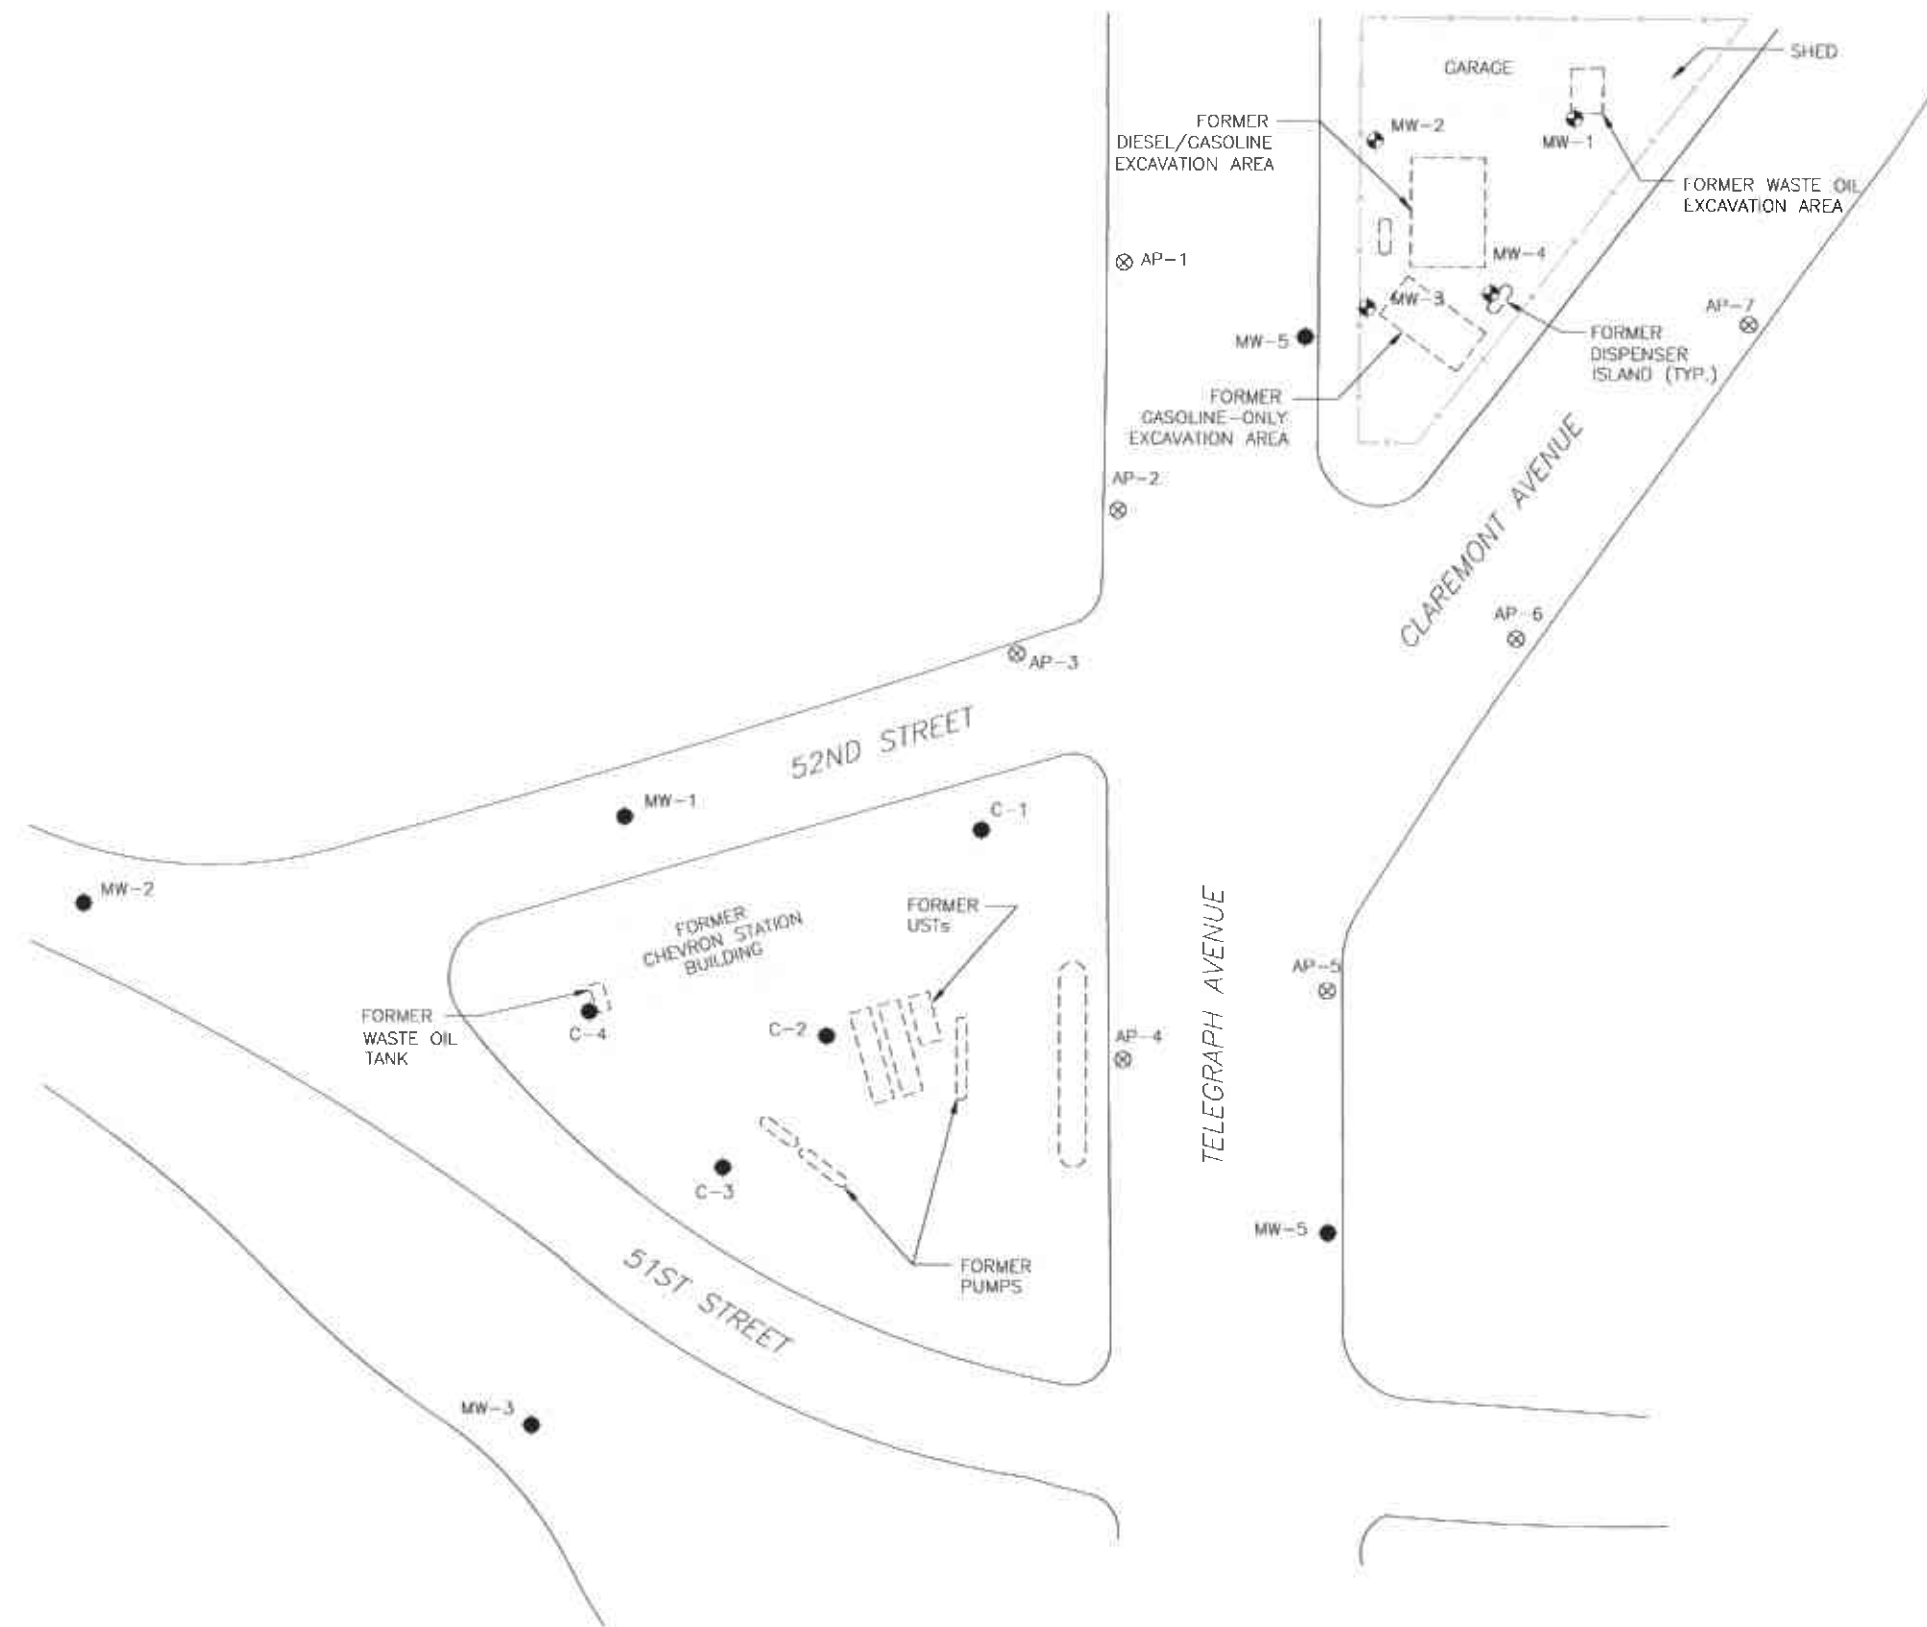 SHED
GARAGE
FORMER
DIESEL/GASOLINE
EXCAVATION AREA
MW-2
MW-1
FORMER WASTE OIL
EXCAVATION AREA
AP-1
MW-4
MW-3
AP-7
MW-5
FORMER
DISPENSER
ISLAND (TYP.)
FORMER
GASOLINE-ONLY
EXCAVATION AREA
CLAREMONT AVENUE
AP-2
AP-6
AP-3
52ND STREET
MW-1
C-1
MW-2
FORMER
CHEVRON STATION
BUILDING
FORMER
USTs
TELEGRAPH AVENUE
AP-5
FORMER
WASTE OIL
TANK
C-4
C-2
AP-4
C-3
MW-5
51ST STREET
FORMER
PUMPS
MW-3